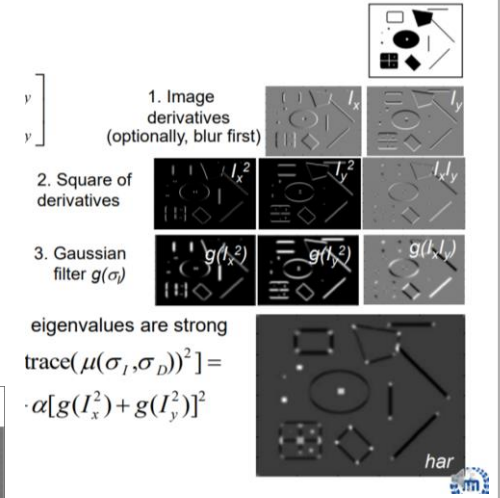 y
y
1. Image
derivatives
(optionally, blur first)
Ix
Iy
2. Square of
derivatives
Ix²
Iy²
IxIy
3. Gaussian
filter g(σI)
g(Ix²)
g(Iy²)
g(IxIy)
eigenvalues are strong
trace(μ(σI,σD))²]=
α[g(Ix²)+g(Iy²)]²
har